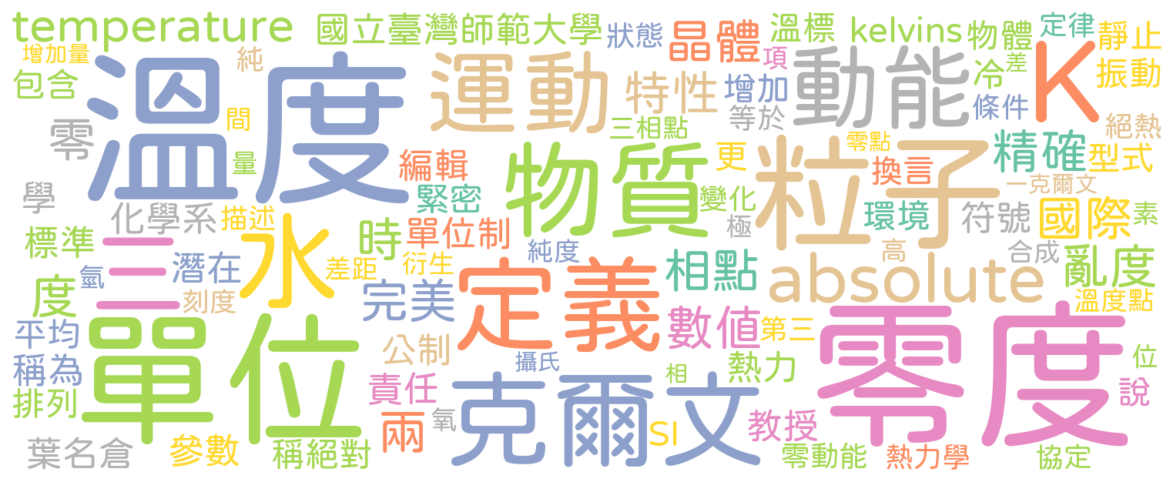 temperature
國立臺灣師範大學
狀態
晶體
溫標
kelvins
物體
定律
靜止
增加量
純
包含
溫度
運動
特性
增加
項
動能
冷
差
K
振動
條件
零
間
量
三相點
等於
零點
絕熱
編輯
物質
更
粒子
換言
精確
型式
一克爾文
學
化學系
描述
緊密
變化
極
環境
符號
國際
素
標準
三
水
時
單位制
純度
高
合成
氫
潛在
差距
衍生
定義
相點
absolute
亂度
度
刻度
完美
溫度點
平均
單位
公制
攝氏
數值
第三
零度
稱為
責任
克爾文
相
熱力
位
排列
兩
氧
SI
教授
說
葉名倉
參數
稱絕對
零動能
熱力學
協定